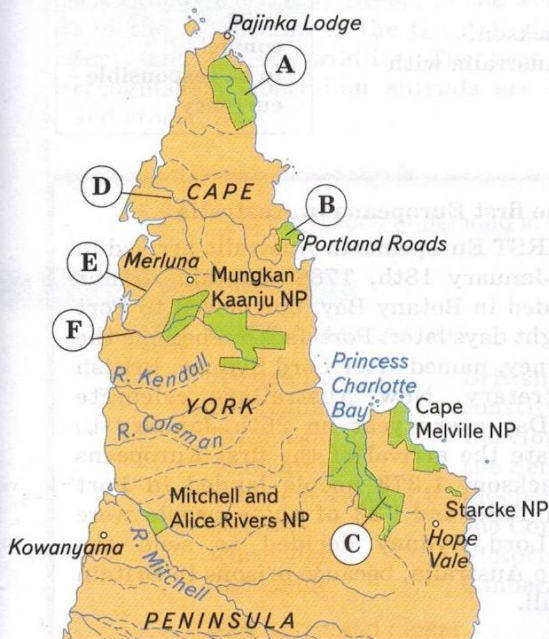 Pajinka Lodge
A
D
CAPE
B
Portland Roads
E
Merluna
Mungkan
Kaanju NP
F
R. Kendall
Princess
Charlotte
Bay
YORK
Cape
Melville NP
R. Coleman
Mitchell and
Alice Rivers NP
Starcke NP
C
Hope
Vale
Kowanyama
R. Mitchell
PENINSULA